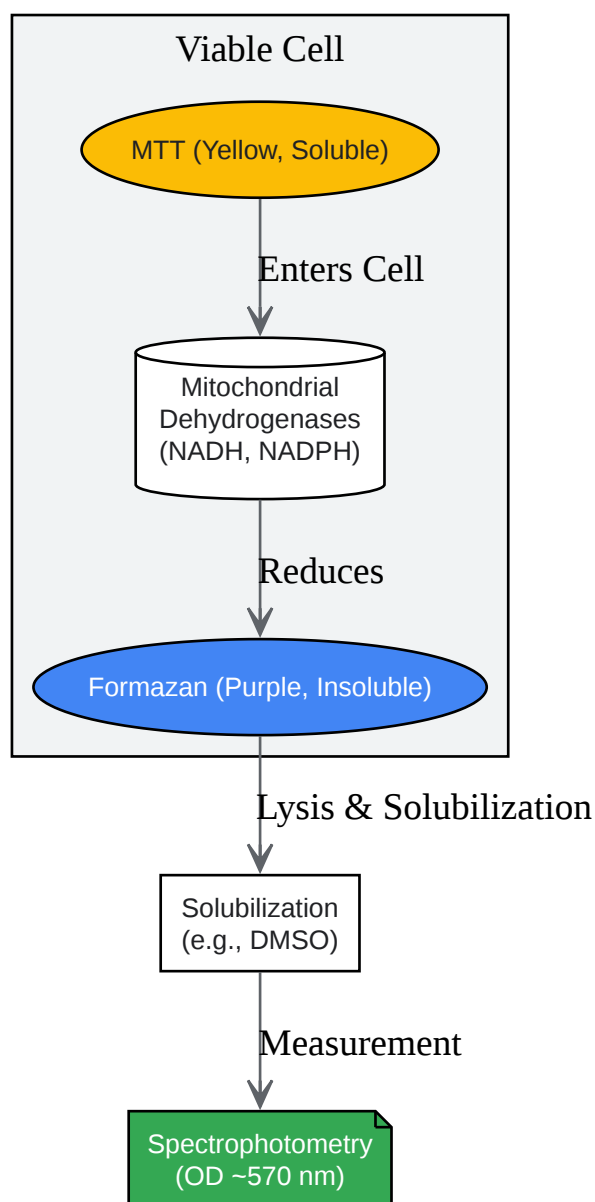 Viable Cell
MTT (Yellow, Soluble)
Enters Cell
Mitochondrial
Dehydrogenases
(NADH, NADPH)
Reduces
Formazan (Purple, Insoluble)
Lysis & Solubilization
Solubilization
(e.g., DMSO)
Measurement
Spectrophotometry
(OD ~570 nm)